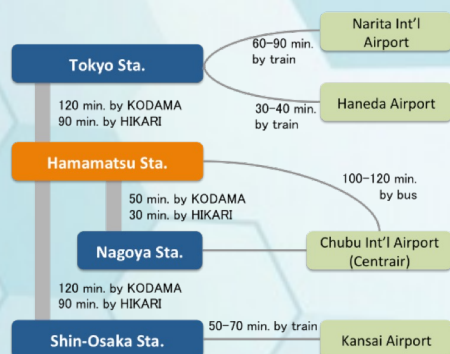 Narita Int'l
Airport
60-90 min.
by train
Tokyo Sta.
30-40 min.
by train
Haneda Airport
120 min. by KODAMA
90 min. by HIKARI
Hamamatsu Sta.
100-120 min.
by bus
50 min. by KODAMA
30 min. by HIKARI
Nagoya Sta.
Chubu Int'l Airport
(Centrair)
120 min. by KODAMA
90 min. by HIKARI
Shin-Osaka Sta.
50-70 min. by train
Kansai Airport